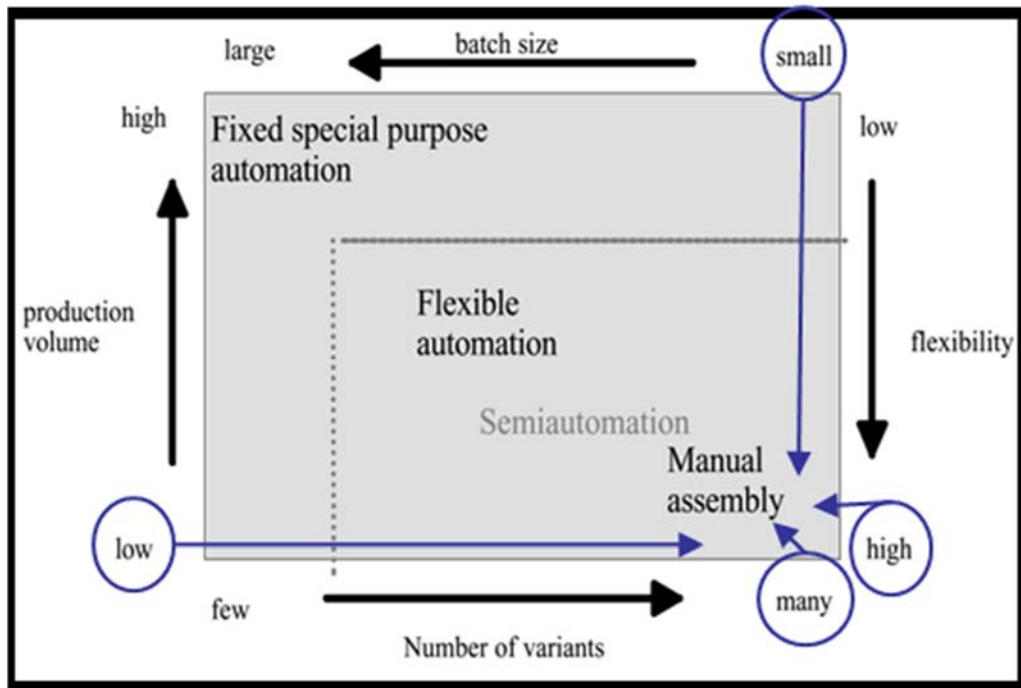 large
batch size
small
high
Fixed special purpose
automation
low
production
volume
Flexible
automation
flexibility
Semiautomation
Manual
assembly
low
high
few
many
Number of variants